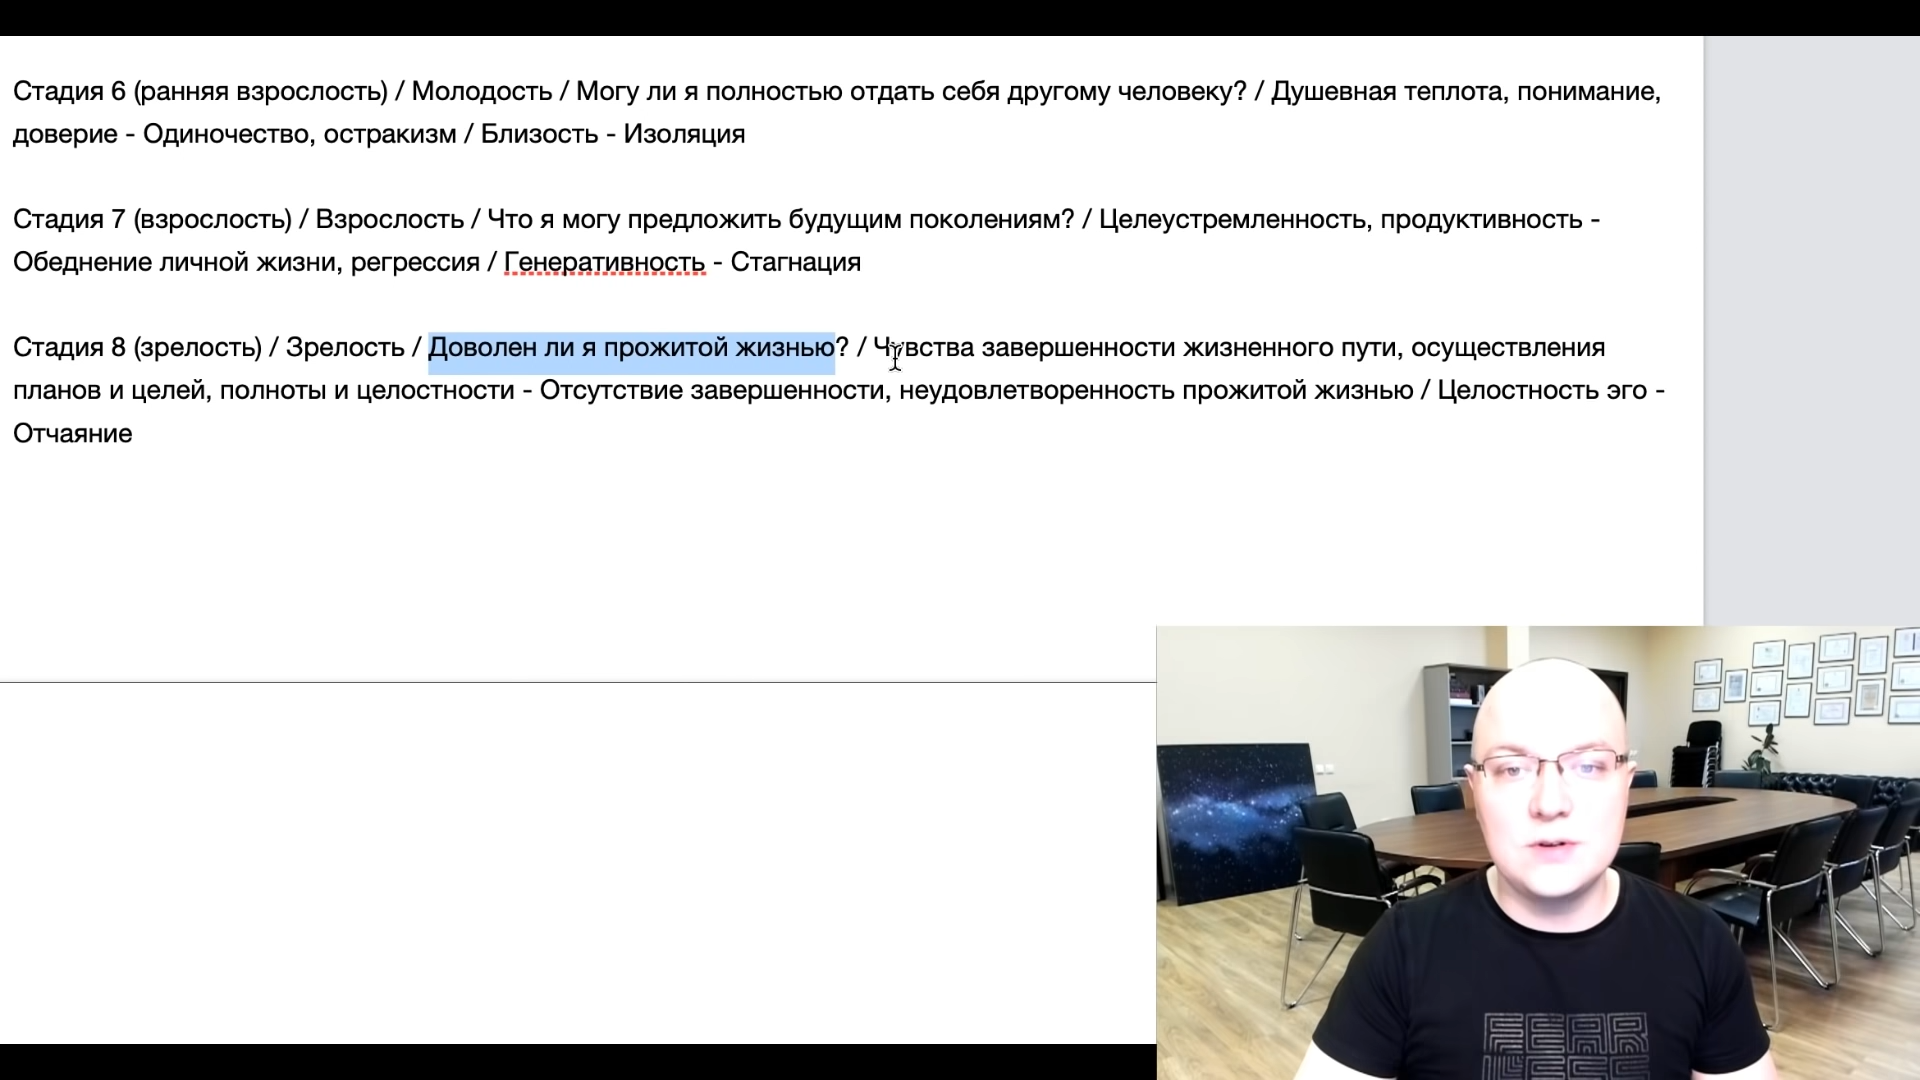 Стадия 6 (ранняя взрослость) / Молодость / Могу ли я полностью отдать себя другому человеку? / Душевная теплота, понимание,
доверие - Одиночество, остракизм / Близость - Изоляция
Стадия 7 (взрослость) / Взрослость / Что я могу предложить будущим поколениям? / Целеустремленность, продуктивность -
Обеднение личной жизни, регрессия / Генеративность - Стагнация
Стадия 8 (зрелость) / Зрелость / Доволен ли я прожитой жизнью? / Чувства завершенности жизненного пути, осуществления
планов и целей, полноты и целостности - Отсутствие завершенности, неудовлетворенность прожитой жизнью / Целостность эго -
Отчаяние
FEAR
LESS